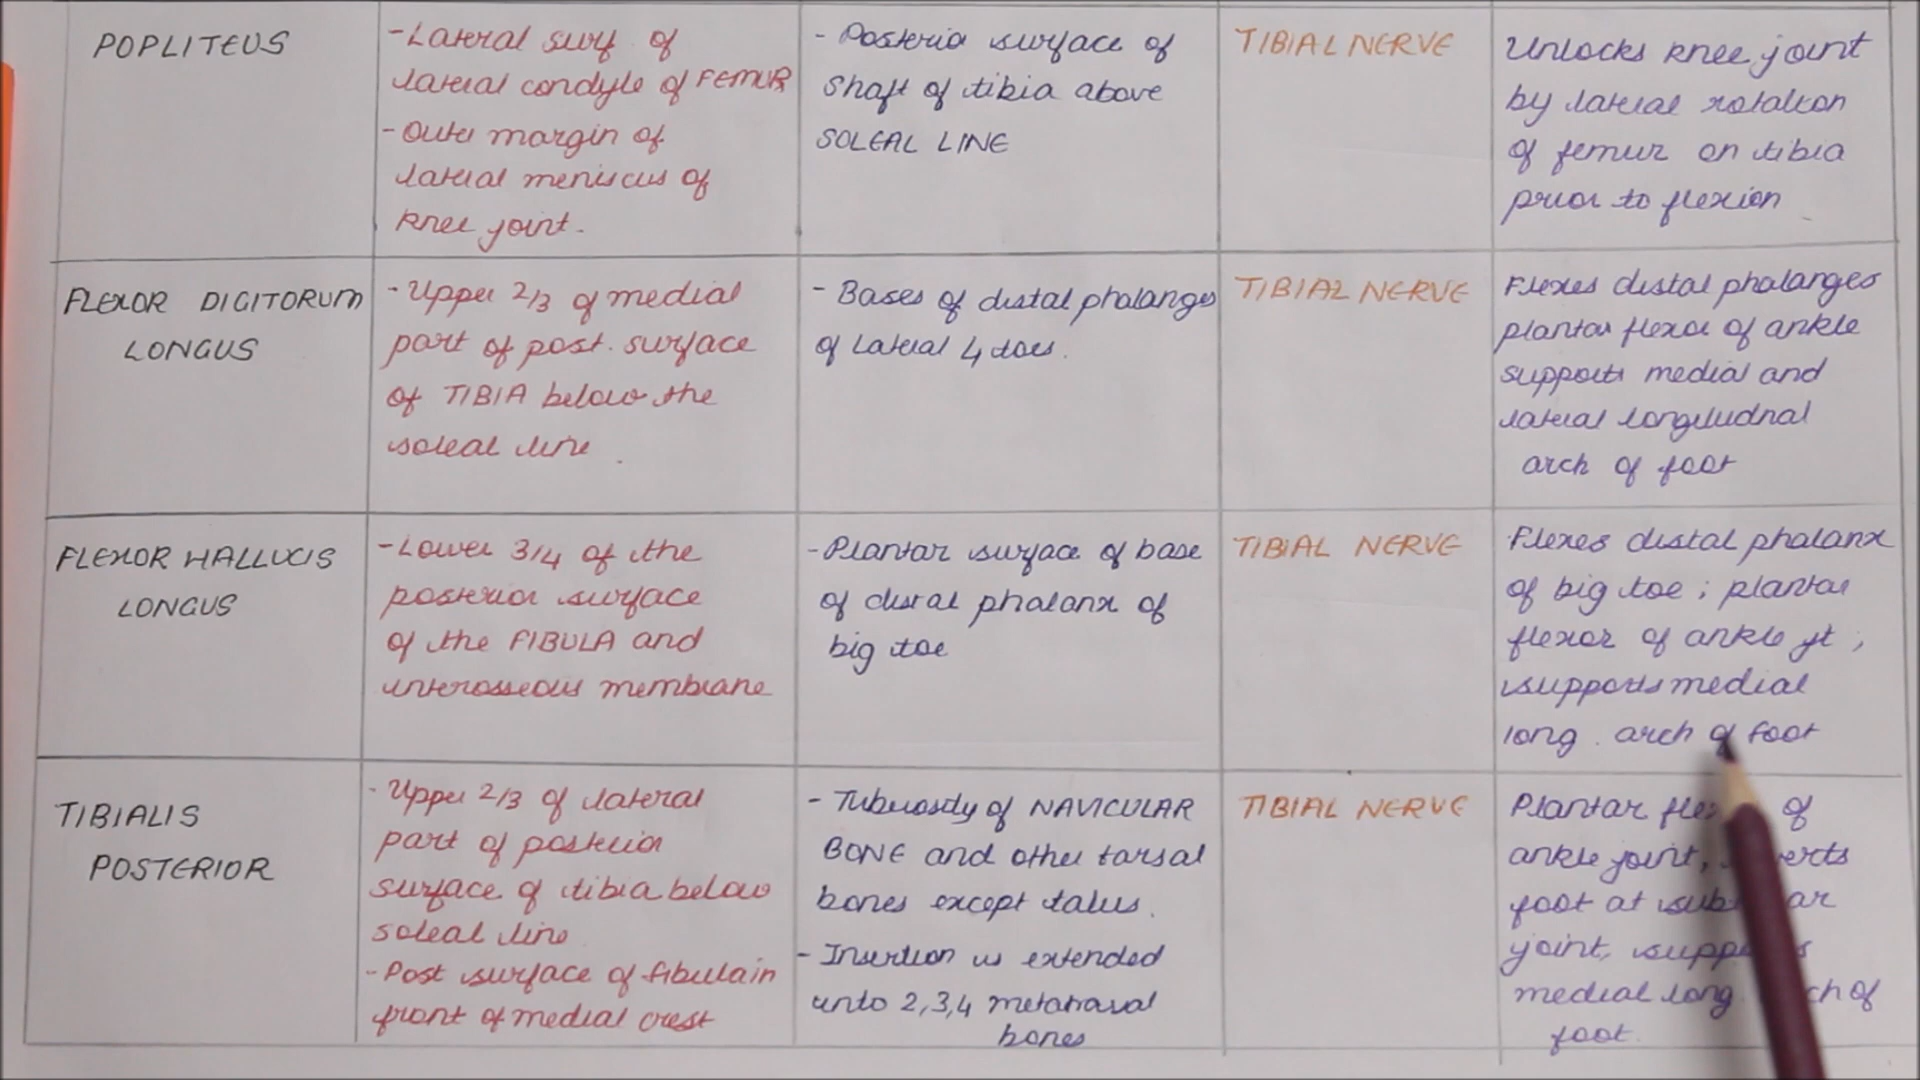 POPLITEUS
- Lateral surf of
lateral condyle of FEMUR
- Outer margin of
lateral meniscus of
knee joint.
- Posterior surface of
shaft of tibia above
SOLEAL LINE
TIBIAL NERVE
Unlocks knee joint
by lateral rotation
of femur on tibia
prior to flexion
FLEXOR DIGITORUM
LONGUS
- Upper 2/3 of medial
part of post. surface
of TIBIA below the
soleal line
- Bases of distal phalanges
of lateral 4 toes.
TIBIAL NERVE
Flexes distal phalanges
plantar flexor of ankle
supports medial and
lateral longitudnal
arch of foot
FLEXOR HALLUCIS
LONGUS
- Lower 3/4 of the
posterior surface
of the FIBULA and
interosseous membrane
- Plantar surface of base
of distal phalanx of
big toe
TIBIAL NERVE
Flexes distal phalanx
of big toe ; plantar
flexor of ankle jt ;
supports medial
long. arch of foot
TIBIALIS
POSTERIOR
- Upper 2/3 of lateral
part of posterior
surface of tibia below
soleal line
- Post surface of fibula in
front of medial crest
- Tuberosity of NAVICULAR
BONE and other tarsal
bones except talus.
- Insertion is extended
into 2,3,4 metatarsal
bones
TIBIAL NERVE
Plantar of
ankle joint,
foot at
joint,
medial long.
foot.